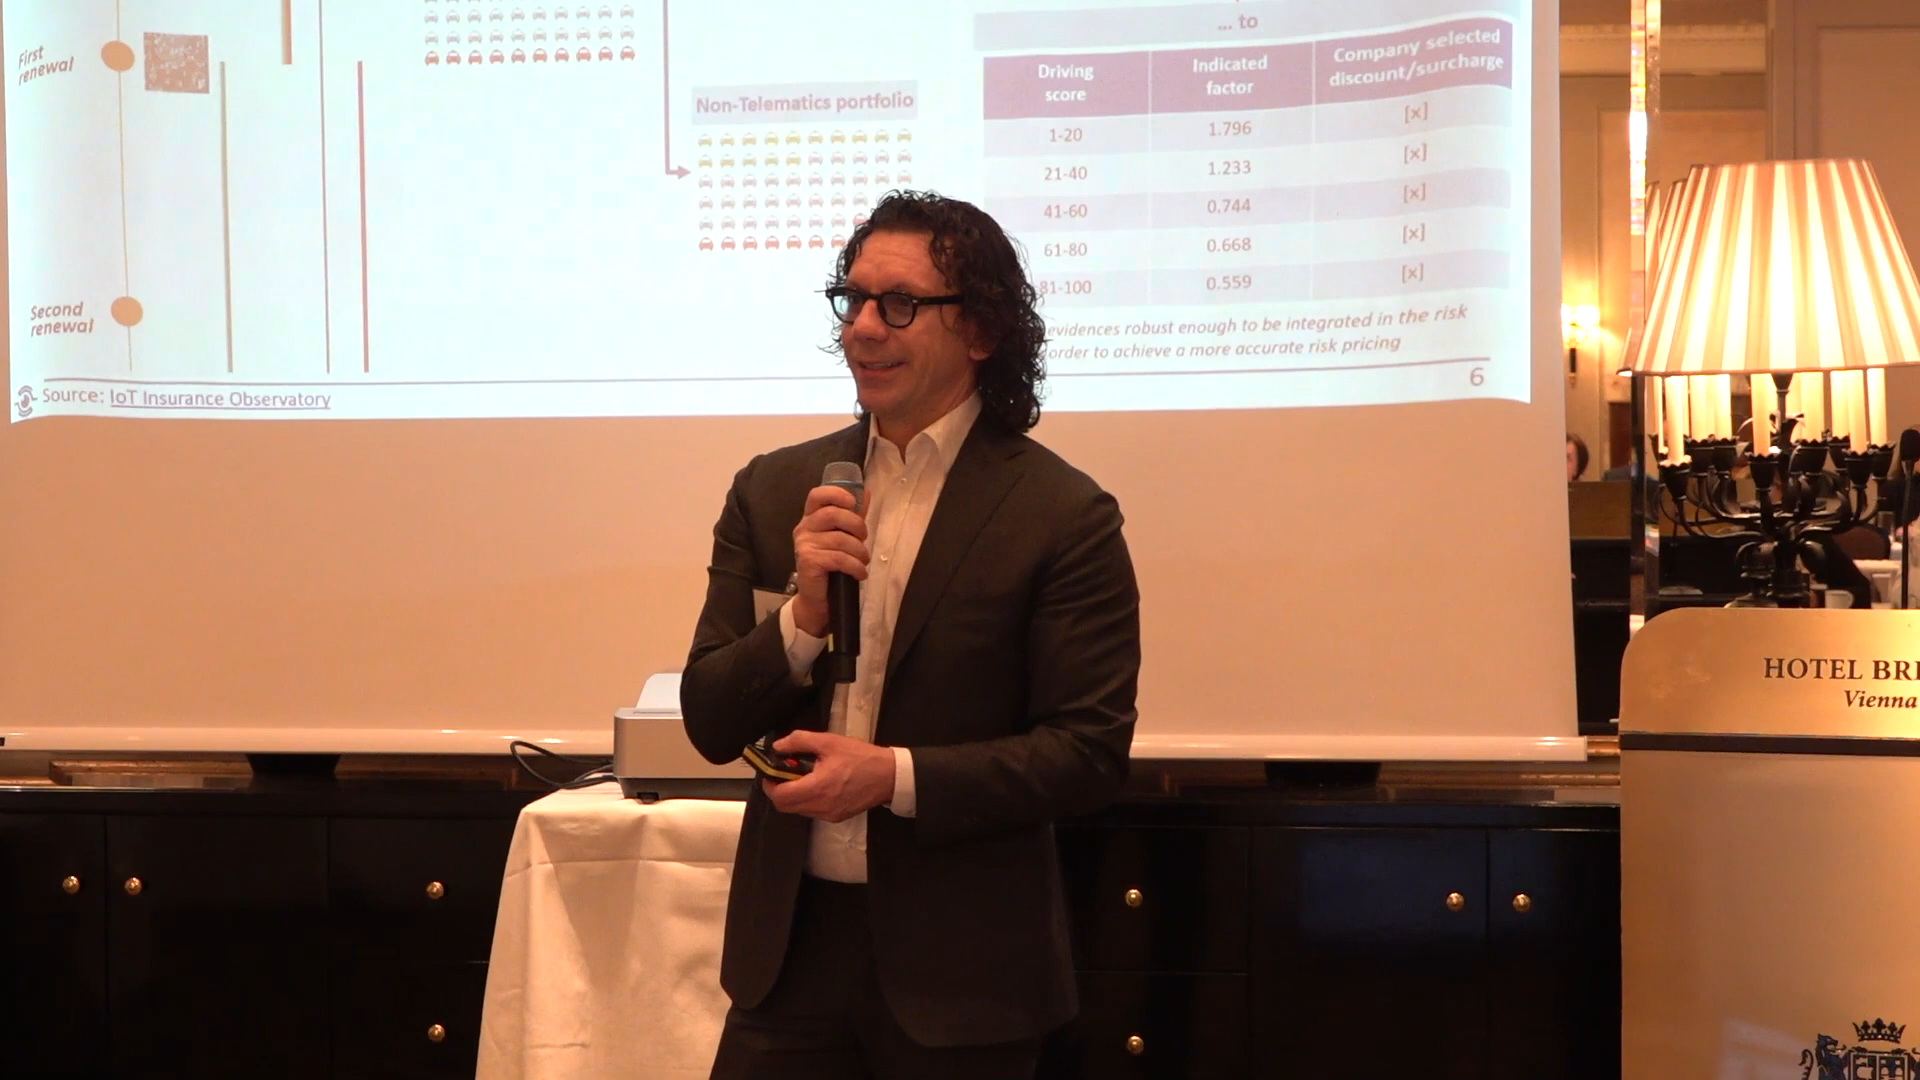 First
renewal
Second
renewal
Non-Telematics portfolio
... to
Driving
score
Indicated
factor
Company selected
discount/surcharge
1-20 1.796 [x]
21-40 1.233 [x]
41-60 0.744 [x]
61-80 0.668 [x]
81-100 0.559 [x]
evidences robust enough to be integrated in the risk
order to achieve a more accurate risk pricing
Source: IoT Insurance Observatory
6
HOTEL BRI
Vienna